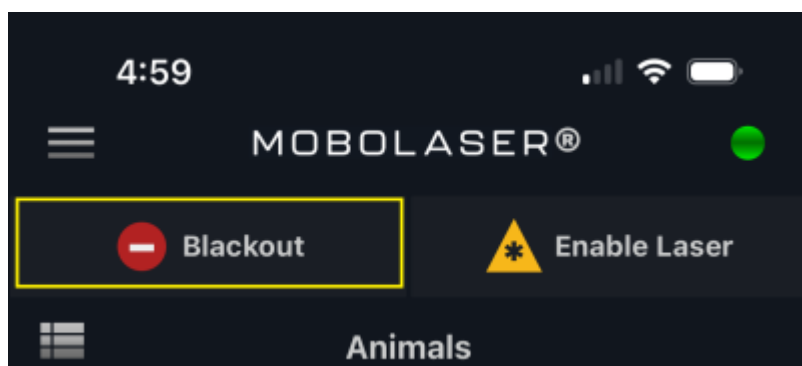 4:59
MOBOLASER®
Blackout
Enable Laser
Animals